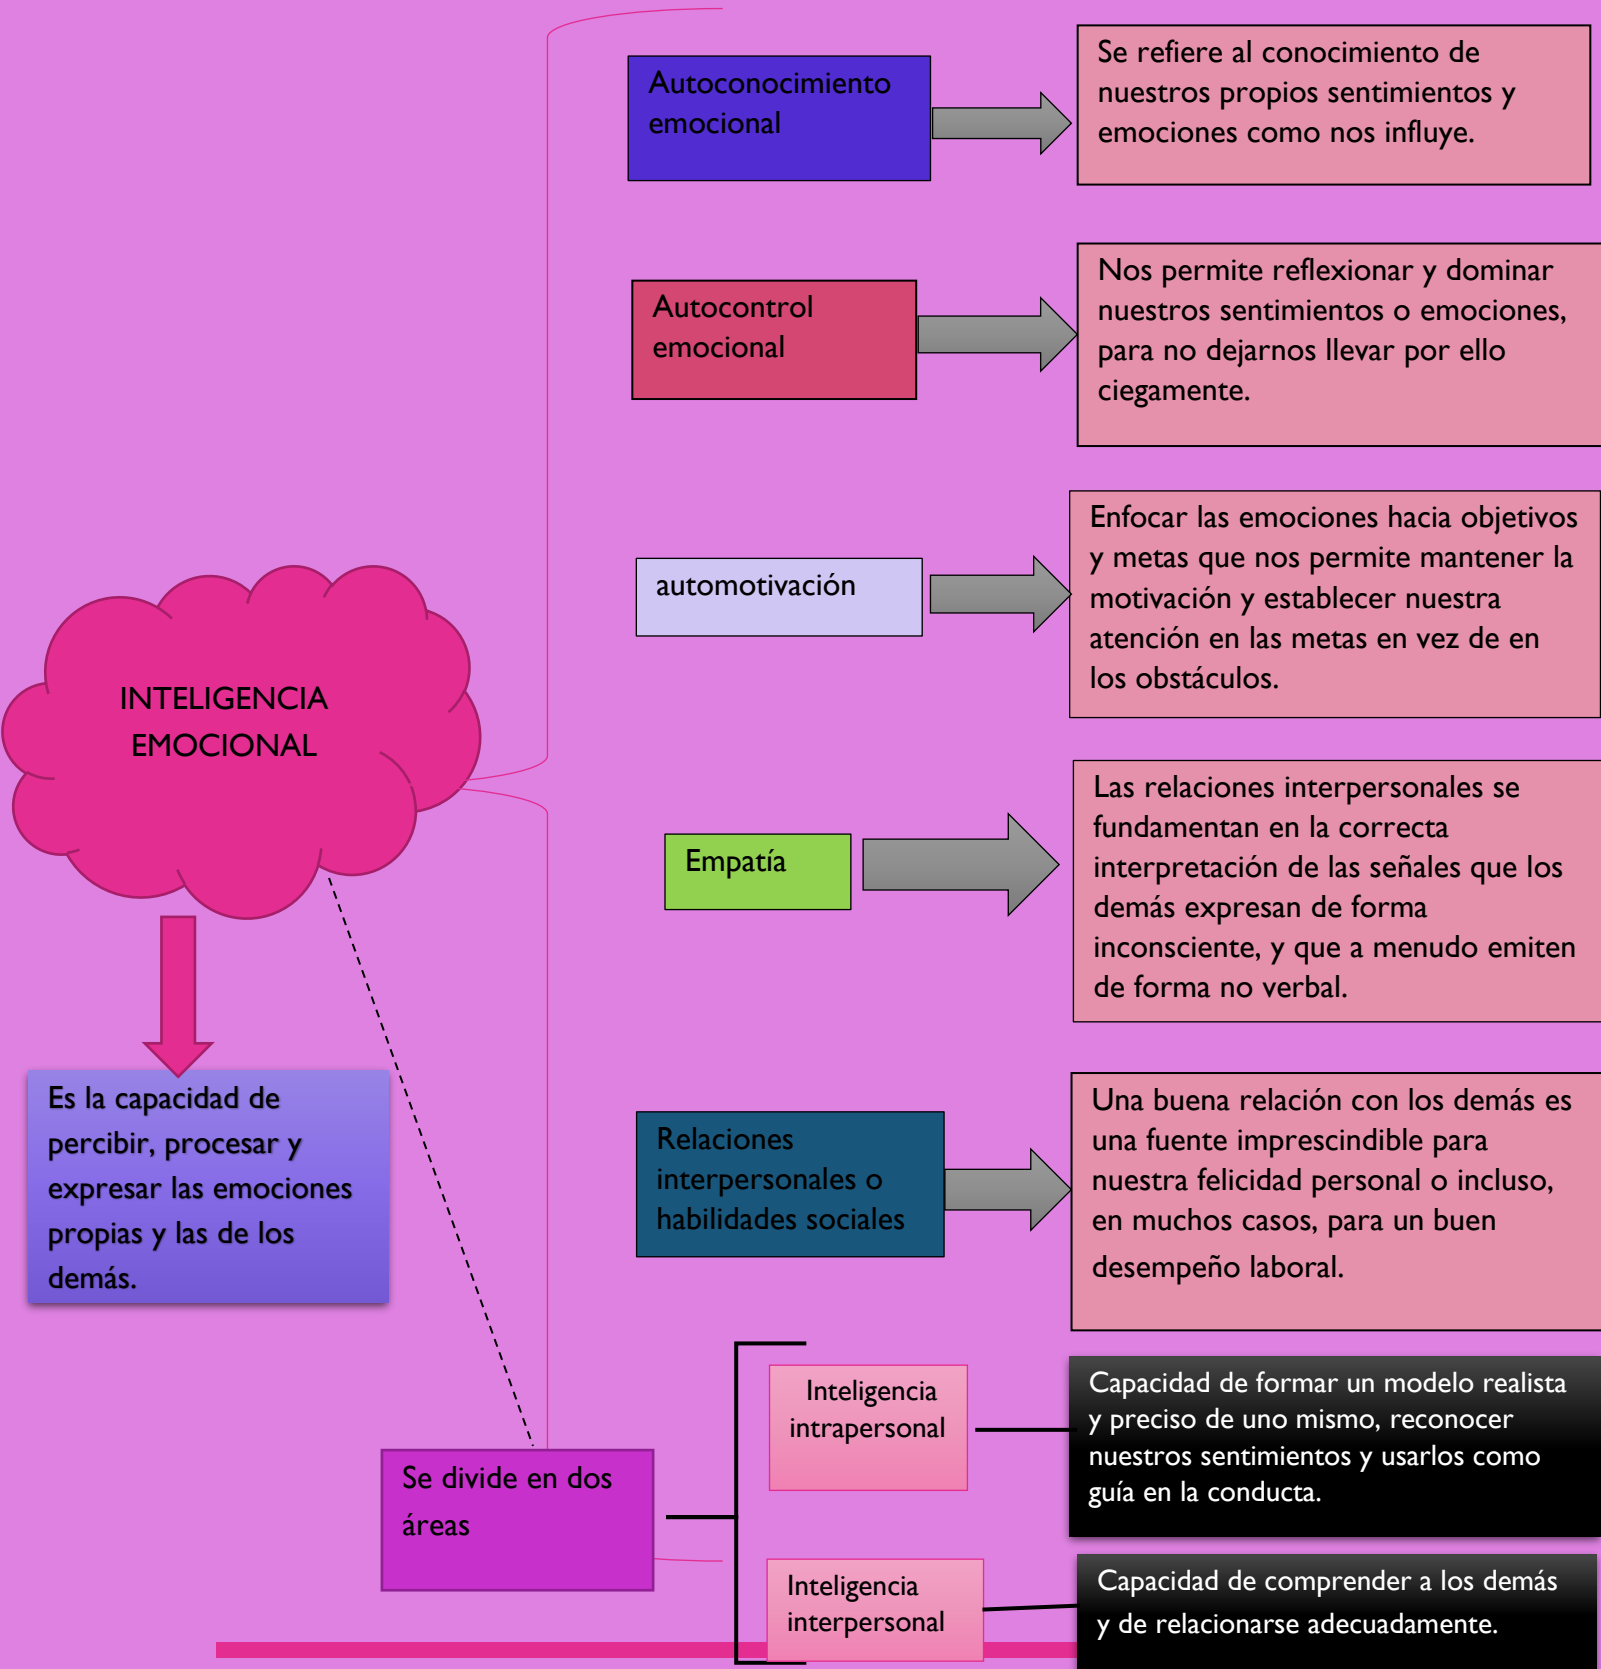 Autoconocimiento
emocional
Se refiere al conocimiento de
nuestros propios sentimientos y
emociones como nos influye.
Autocontrol
emocional
Nos permite reflexionar y dominar
nuestros sentimientos o emociones,
para no dejarnos llevar por ello
ciegamente.
automotivación
Enfocar las emociones hacia objetivos
y metas que nos permite mantener la
motivación y establecer nuestra
atención en las metas en vez de en
los obstáculos.
INTELIGENCIA
EMOCIONAL
Empatía
Las relaciones interpersonales se
fundamentan en la correcta
interpretación de las señales que los
demás expresan de forma
inconsciente, y que a menudo emiten
de forma no verbal.
Es la capacidad de
percibir, procesar y
expresar las emociones
propias y las de los
demás.
Relaciones
interpersonales o
habilidades sociales
Una buena relación con los demás es
una fuente imprescindible para
nuestra felicidad personal o incluso,
en muchos casos, para un buen
desempeño laboral.
Se divide en dos
áreas
Inteligencia
intrapersonal
Capacidad de formar un modelo realista
y preciso de uno mismo, reconocer
nuestros sentimientos y usarlos como
guía en la conducta.
Inteligencia
interpersonal
Capacidad de comprender a los demás
y de relacionarse adecuadamente.